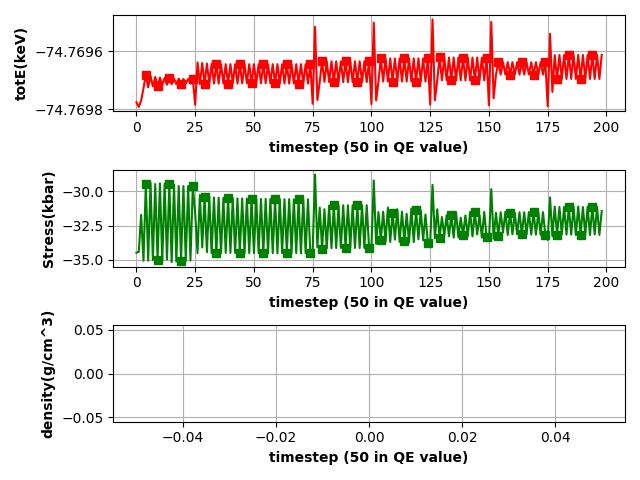 totE(keV)
−74.7696
−74.7698
0 25 50 75 100 125 150 175 200
timestep (50 in QE value)
Stress(kbar)
−30.0
−32.5
−35.0
0 25 50 75 100 125 150 175 200
timestep (50 in QE value)
density(g/cm^3)
0.05
0.00
−0.05
−0.04 −0.02 0.00 0.02 0.04
timestep (50 in QE value)